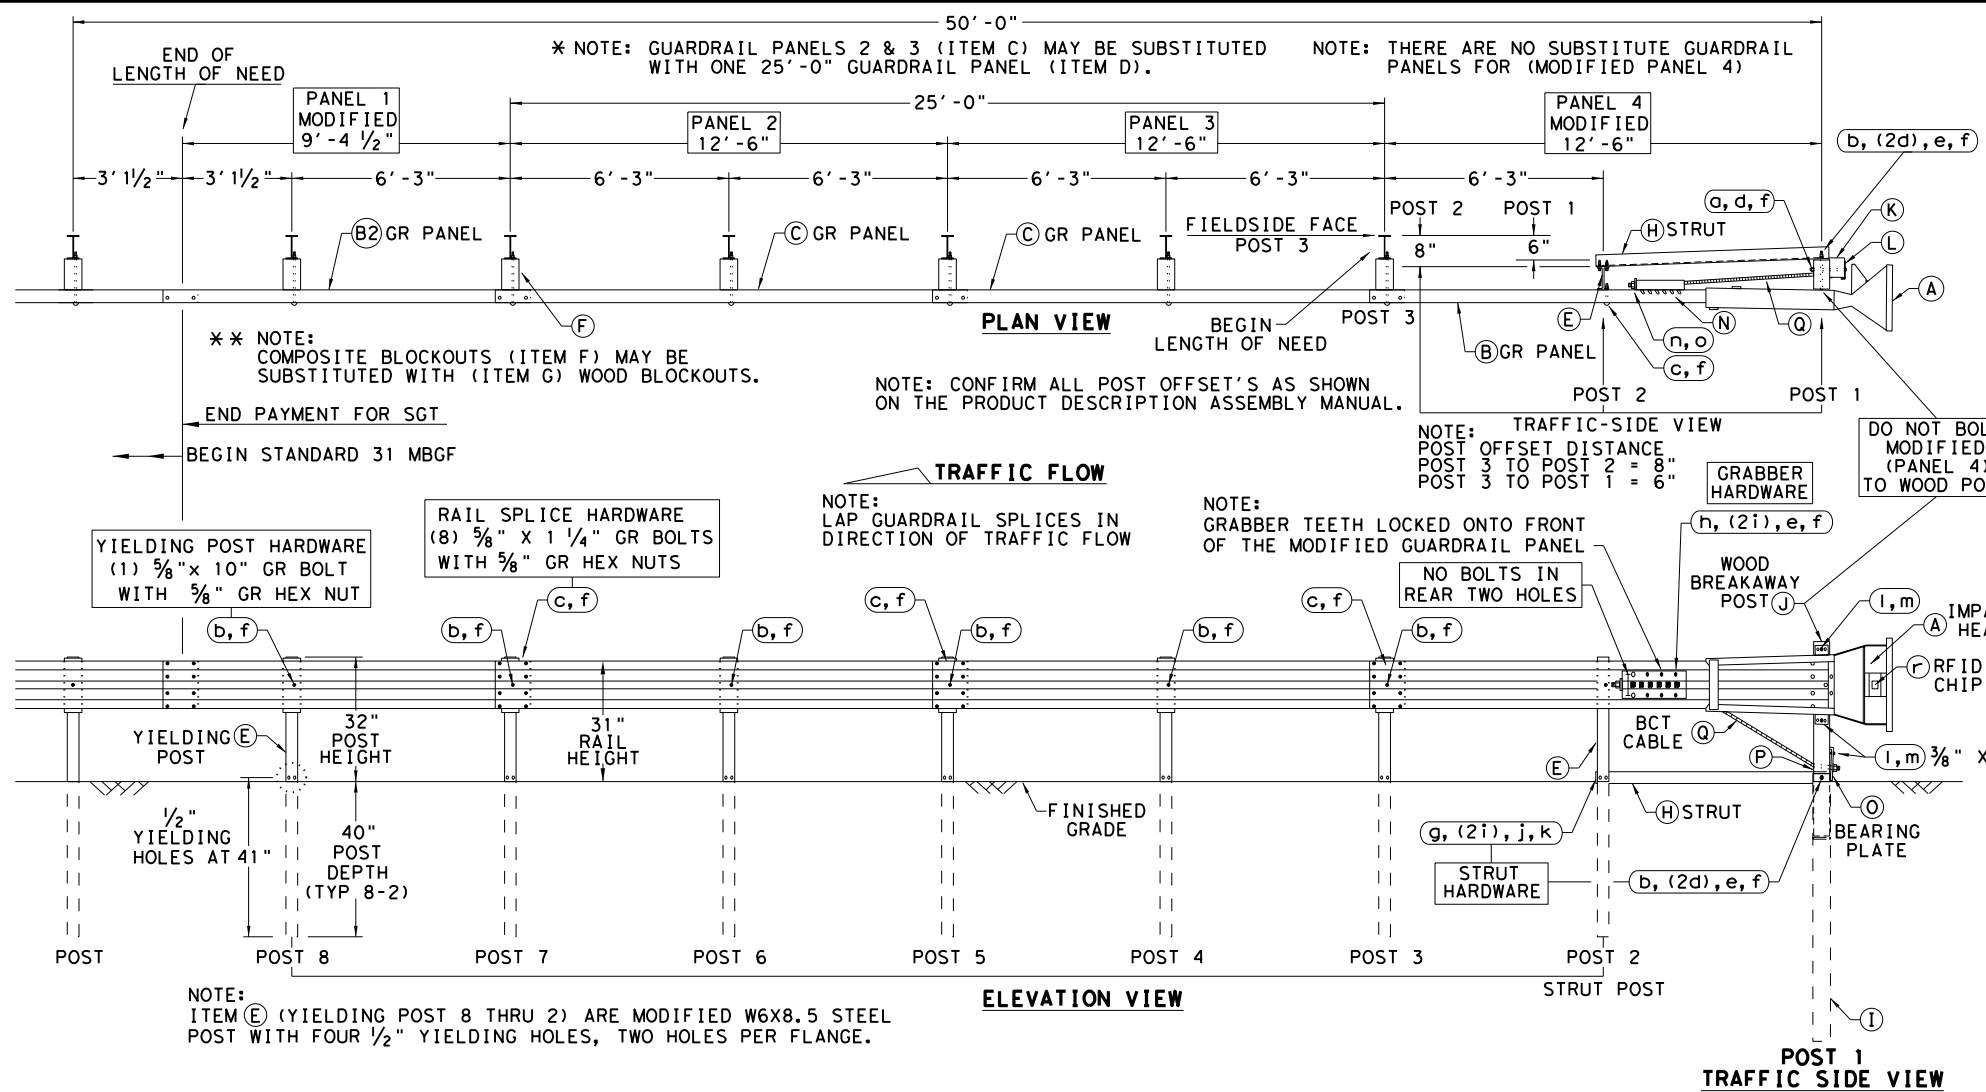 50'-0"
* NOTE: GUARDRAIL PANELS 2 & 3 (ITEM C) MAY BE SUBSTITUTED
WITH ONE 25'-0" GUARDRAIL PANEL (ITEM D).
NOTE: THERE ARE NO SUBSTITUTE GUARDRAIL
PANELS FOR (MODIFIED PANEL 4)
END OF
LENGTH OF NEED
25'-0"
PANEL 1
MODIFIED
9'-4 1/2"
PANEL 2
12'-6"
PANEL 3
12'-6"
PANEL 4
MODIFIED
12'-6"
b, (2d), e, f
3' 1 1/2"
3' 1 1/2"
6'-3"
6'-3"
6'-3"
6'-3"
6'-3"
6'-3"
POST 2
POST 1
a, d, f
K
B2 GR PANEL
C GR PANEL
C GR PANEL
FIELDSIDE FACE
POST 3
8"
6"
H STRUT
L
A
F
PLAN VIEW
BEGIN
LENGTH OF NEED
POST 3
E
N
Q
n, o
B GR PANEL
c, f
** NOTE:
COMPOSITE BLOCKOUTS (ITEM F) MAY BE
SUBSTITUTED WITH (ITEM G) WOOD BLOCKOUTS.
NOTE: CONFIRM ALL POST OFFSET'S AS SHOWN
ON THE PRODUCT DESCRIPTION ASSEMBLY MANUAL.
POST 2
POST 1
END PAYMENT FOR SGT
BEGIN STANDARD 31 MBGF
TRAFFIC-SIDE VIEW
NOTE:
POST OFFSET DISTANCE
POST 3 TO POST 2 = 8"
POST 3 TO POST 1 = 6"
DO NOT BOL
MODIFIED
(PANEL 4)
TO WOOD PO
TRAFFIC FLOW
NOTE:
LAP GUARDRAIL SPLICES IN
DIRECTION OF TRAFFIC FLOW
NOTE:
GRABBER TEETH LOCKED ONTO FRONT
OF THE MODIFIED GUARDRAIL PANEL
GRABBER
HARDWARE
h, (2i), e, f
YIELDING POST HARDWARE
(1) 5/8"x 10" GR BOLT
WITH 5/8" GR HEX NUT
RAIL SPLICE HARDWARE
(8) 5/8" X 1 1/4" GR BOLTS
WITH 5/8" GR HEX NUTS
NO BOLTS IN
REAR TWO HOLES
WOOD
BREAKAWAY
POST J
l, m
A IMPA
HEA
r RFID
CHIP
c, f
c, f
c, f
b, f
b, f
b, f
b, f
b, f
b, f
YIELDING E
POST
32"
POST
HEIGHT
31"
RAIL
HEIGHT
BCT
CABLE
Q
P
l, m 3/8" X
E
1/2"
YIELDING
HOLES AT 41"
40"
POST
DEPTH
(TYP 8-2)
FINISHED
GRADE
H STRUT
O
BEARING
PLATE
g, (2i), j, k
STRUT
HARDWARE
b, (2d), e, f
POST
POST 8
POST 7
POST 6
POST 5
POST 4
POST 3
POST 2
STRUT POST
ELEVATION VIEW
NOTE:
ITEM E (YIELDING POST 8 THRU 2) ARE MODIFIED W6X8.5 STEEL
POST WITH FOUR 1/2" YIELDING HOLES, TWO HOLES PER FLANGE.
I
POST 1
TRAFFIC SIDE VIEW